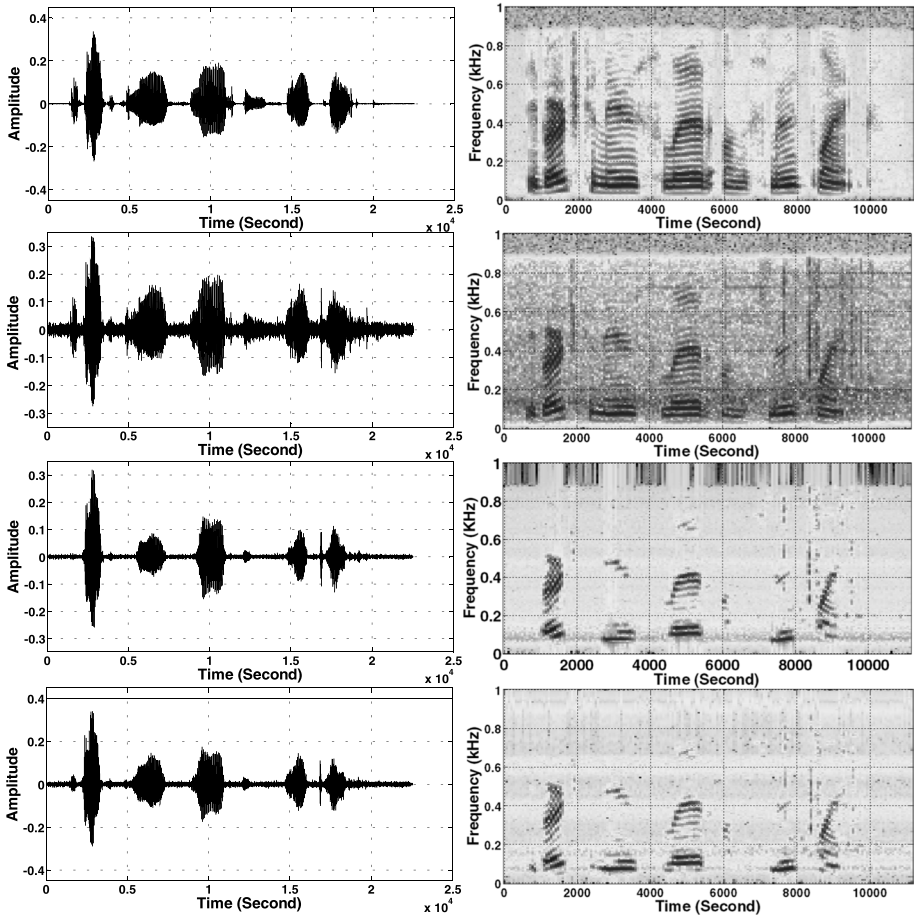 0.4
0.2
0
-0.2
-0.4
Amplitude
0 0.5 1 1.5 2 2.5
Time (Second)
x 10^4
1
0.8
0.6
0.4
0.2
0
Frequency (kHz)
0 2000 4000 6000 8000 10000
Time (Second)
0.3
0.2
0.1
0
-0.1
-0.2
-0.3
Amplitude
0 0.5 1 1.5 2 2.5
Time (Second)
x 10^4
1
0.8
0.6
0.4
0.2
0
Frequency (kHz)
0 2000 4000 6000 8000 10000
Time (Second)
0.3
0.2
0.1
0
-0.1
-0.2
-0.3
Amplitude
0 0.5 1 1.5 2 2.5
Time (Second)
x 10^4
1
0.8
0.6
0.4
0.2
0
Frequency (KHz)
0 2000 4000 6000 8000 10000
Time (Second)
0.4
0.2
0
-0.2
-0.4
Amplitude
0 0.5 1 1.5 2 2.5
Time (Second)
x 10^4
1
0.8
0.6
0.4
0.2
0
Frequency (kHz)
0 2000 4000 6000 8000 10000
Time (Second)